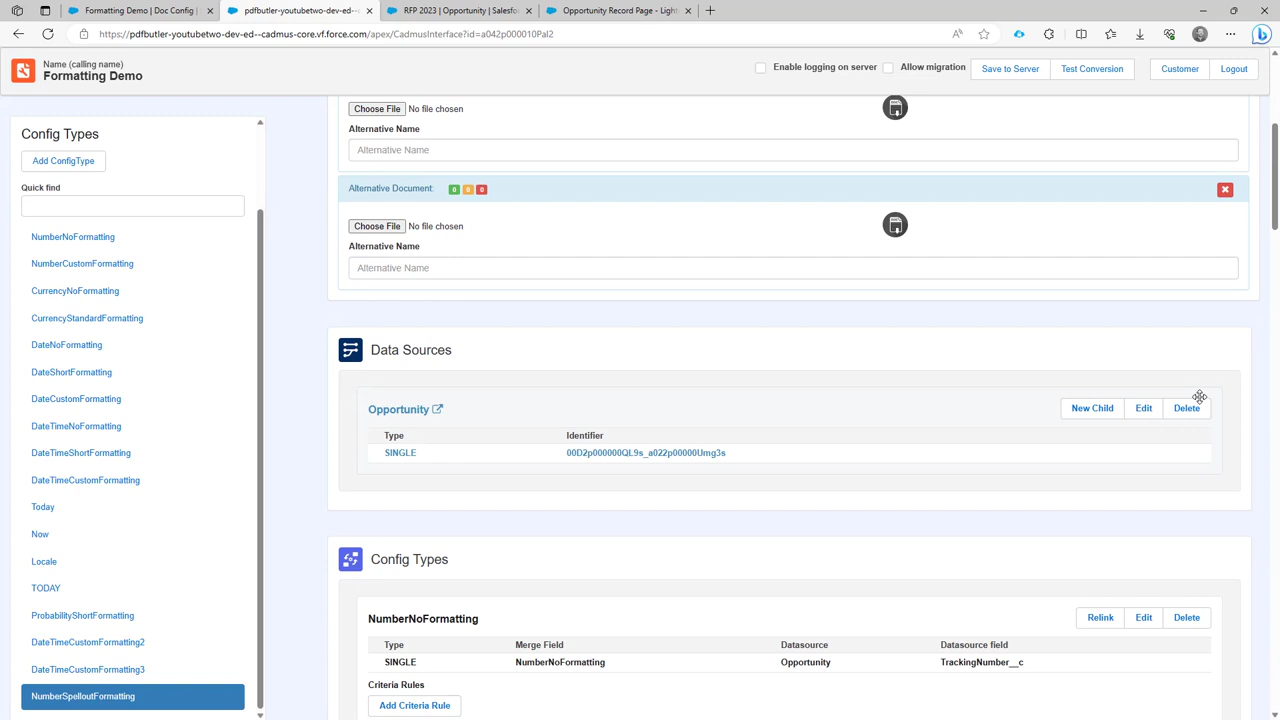 Formatting Demo | Doc Config |
pdfbutler-youtubetwo-dev-ed--ca
RFP 2023 | Opportunity | Salesfo
Opportunity Record Page - Light
https://pdfbutler-youtubetwo-dev-ed--cadmus-core.vf.force.com/apex/CadmusInterface?id=a042p000010PaI2
Name (calling name)
Formatting Demo
Enable logging on server
Allow migration
Save to Server
Test Conversion
Customer
Logout
Config Types
Add ConfigType
Quick find
NumberNoFormatting
NumberCustomFormatting
CurrencyNoFormatting
CurrencyStandardFormatting
DateNoFormatting
DateShortFormatting
DateCustomFormatting
DateTimeNoFormatting
DateTimeShortFormatting
DateTimeCustomFormatting
Today
Now
Locale
TODAY
ProbabilityShortFormatting
DateTimeCustomFormatting2
DateTimeCustomFormatting3
NumberSpelloutFormatting
Choose File No file chosen
Alternative Name
Alternative Name
Alternative Document: 0 0 0
Choose File No file chosen
Alternative Name
Alternative Name
Data Sources
Opportunity
New Child Edit Delete
Type Identifier
SINGLE 00D2p000000QL9s_a022p00000Umg3s
Config Types
NumberNoFormatting
Relink Edit Delete
Type Merge Field Datasource Datasource field
SINGLE NumberNoFormatting Opportunity TrackingNumber__c
Criteria Rules
Add Criteria Rule